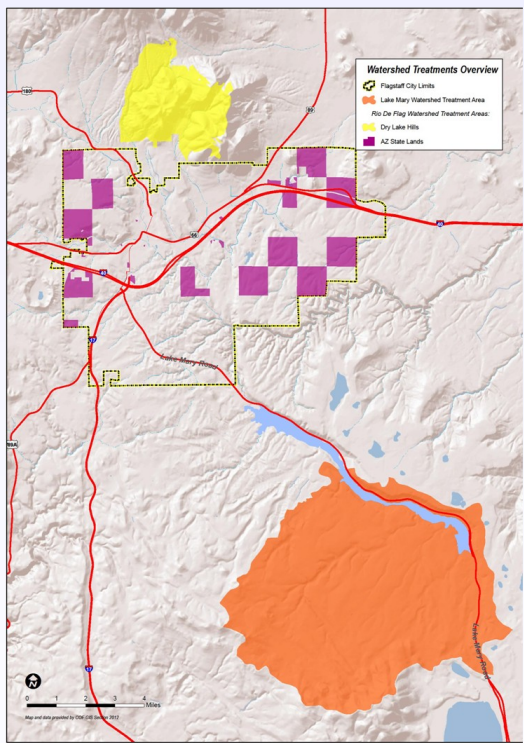 Watershed Treatments Overview
Flagstaff City Limits
Lake Mary Watershed Treatment Area
Rio De Flag Watershed Treatment Areas:
Dry Lake Hills
AZ State Lands
180
89
66
40
40
17
Lake Mary Road
89A
Lake Mary Road
17
N
0 1 2 3 4
Miles
Map and data provided by COF GIS Section 2012